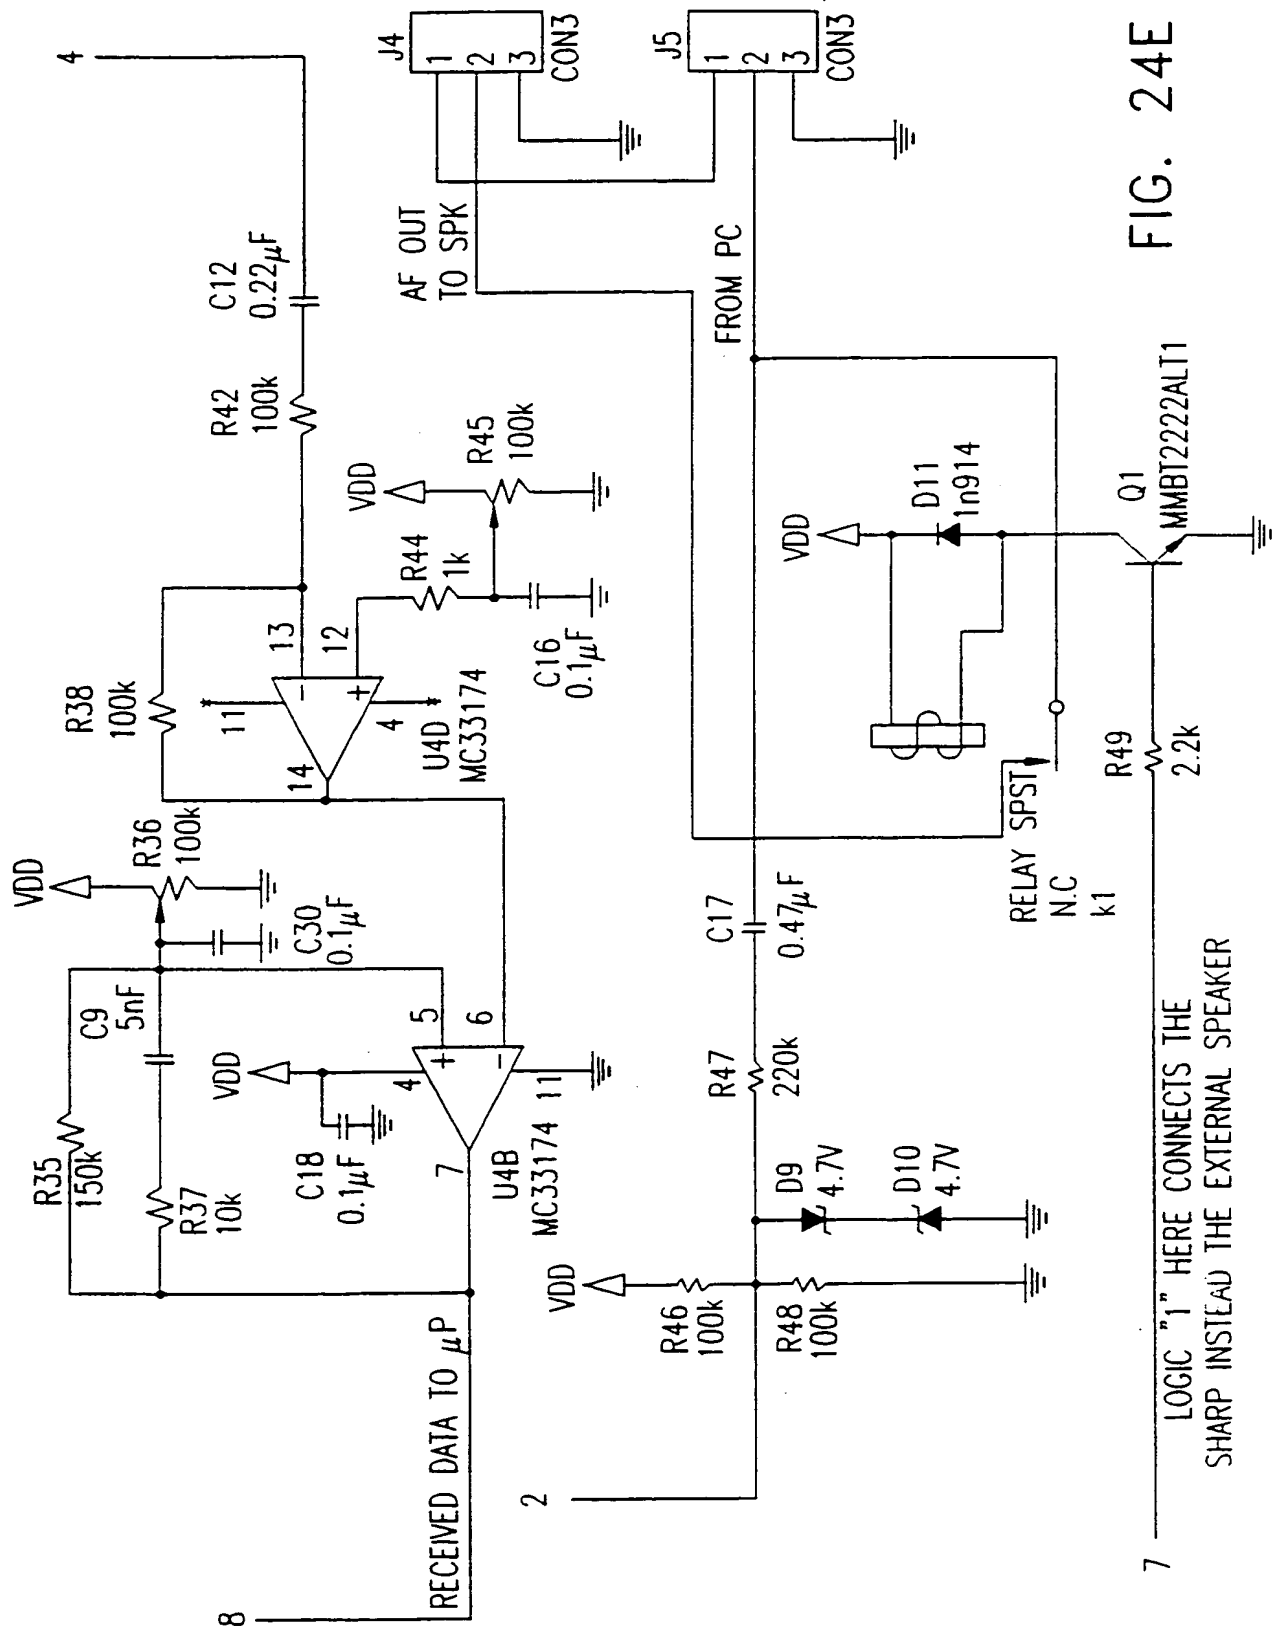 4
J4
1
2
3
CON3
C12
0.22μF
R42
100k
AF OUT
TO SPK
J5
1
2
3
CON3
FROM PC
R38
100k
13
12
11
4
14
U4D
MC33174
R44
1k
VDD
R45
100k
C16
0.1μF
VDD
R36
100k
C30
0.1μF
C9
5nF
R35
150k
R37
10k
VDD
C18
0.1μF
5
6
4
11
7
U4B
MC33174
8
RECEIVED DATA TO μP
2
VDD
R46
100k
R48
100k
D9
4.7V
D10
4.7V
R47
220k
C17
0.47μF
VDD
D11
1n914
RELAY SPST
N.C
k1
Q1
MMBT2222ALT1
R49
2.2k
7
LOGIC "1" HERE CONNECTS THE
SHARP INSTEAD THE EXTERNAL SPEAKER
FIG. 24E